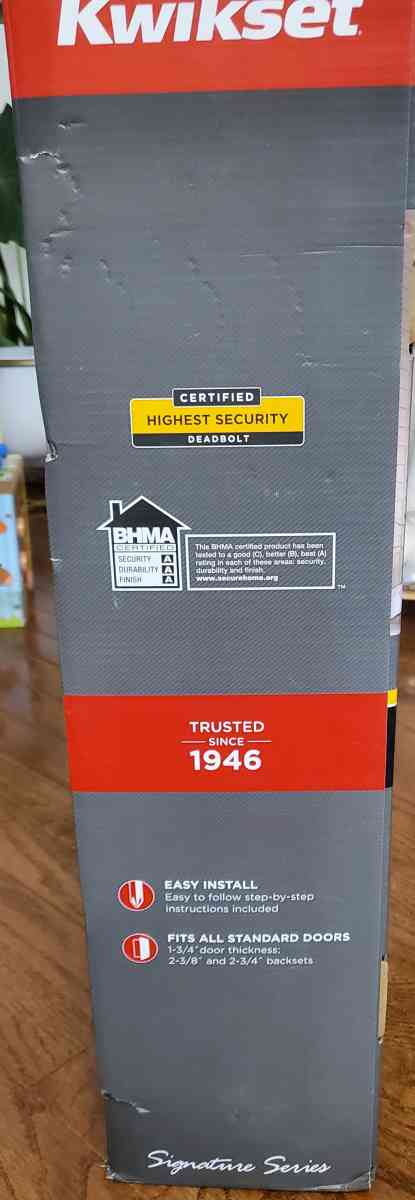 Kwikset
CERTIFIED
HIGHEST SECURITY
DEADBOLT
BHMA
CERTIFIED
SECURITY A
DURABILITY A
FINISH A
This BHMA certified product has been
tested to a good (C), better (B), best (A)
rating in each of these areas: security,
durability and finish.
www.securehome.org
TM
TRUSTED
SINCE
1946
EASY INSTALL
Easy to follow step-by-step
instructions included
FITS ALL STANDARD DOORS
1-3/4" door thickness;
2-3/8" and 2-3/4" backsets
Signature Series